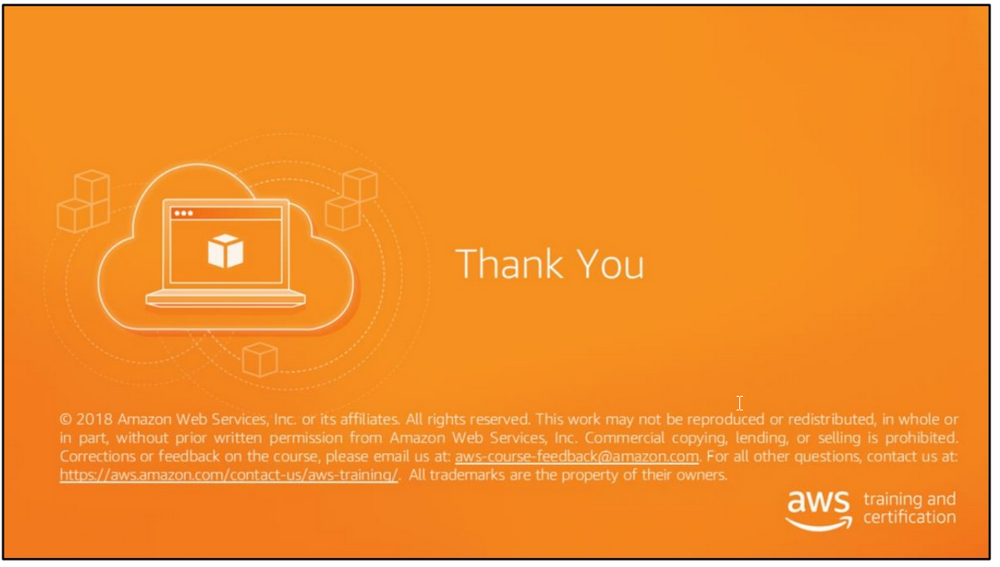 Thank You
© 2018 Amazon Web Services, Inc. or its affiliates. All rights reserved. This work may not be reproduced or redistributed, in whole or
in part, without prior written permission from Amazon Web Services, Inc. Commercial copying, lending, or selling is prohibited.
Corrections or feedback on the course, please email us at: aws-course-feedback@amazon.com. For all other questions, contact us at:
https://aws.amazon.com/contact-us/aws-training/. All trademarks are the property of their owners.
aws training and
certification